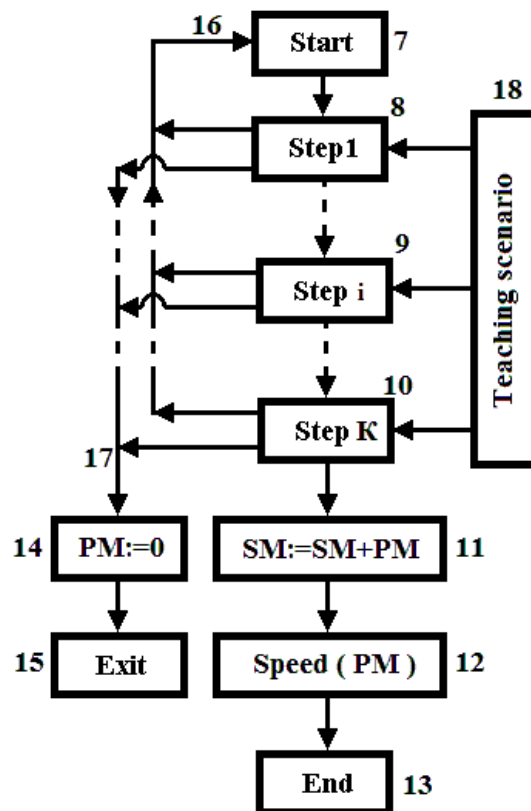 16
Start
7
18
8
Step1
9
Step i
10
Step K
Teaching scenario
17
14
PM:=0
SM:=SM+PM
11
15
Exit
Speed ( PM )
12
End
13